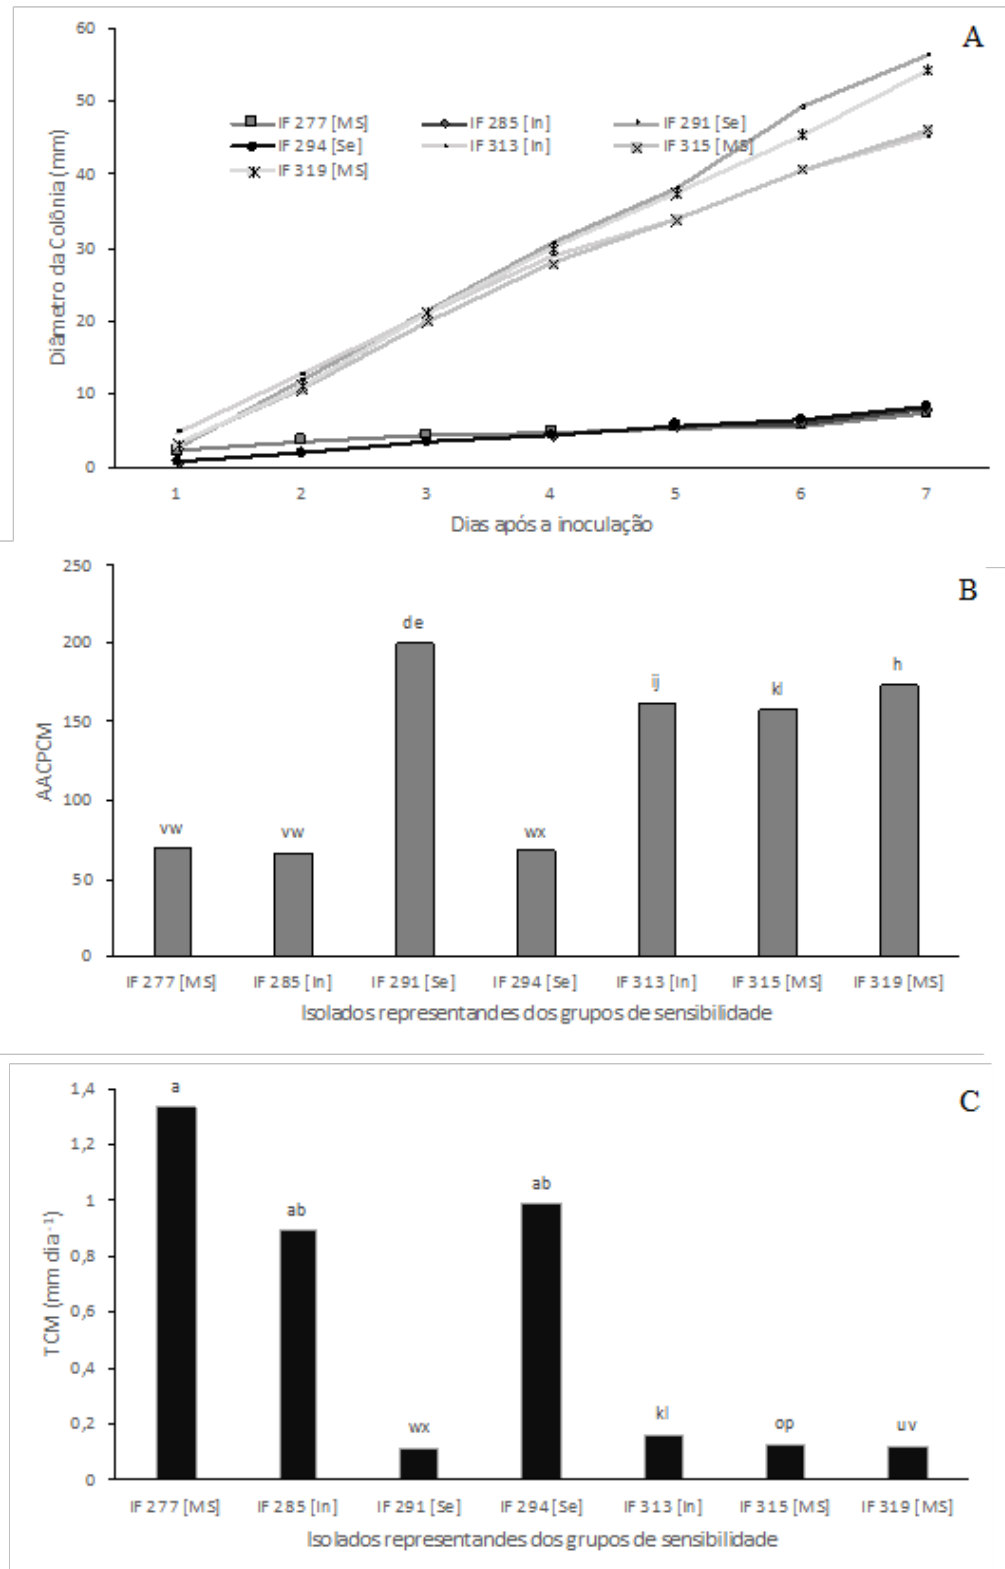 A
60
50
40
30
20
10
0
Diâmetro da Colônia (mm)
IF 277 [MS] IF 285 [In] IF 291 [Se]
IF 294 [Se] IF 313 [In] IF 315 [MS]
IF 319 [MS]
1 2 3 4 5 6 7
Dias após a inoculação
B
250
200
150
100
50
0
AACPCM
vw vw de wx ij kl h
IF 277 [MS] IF 285 [In] IF 291 [Se] IF 294 [Se] IF 313 [In] IF 315 [MS] IF 319 [MS]
Isolados representandes dos grupos de sensibilidade
C
1,4
1,2
1
0,8
0,6
0,4
0,2
0
TCM (mm dia⁻¹)
a ab wx ab kl op uv
IF 277 [MS] IF 285 [In] IF 291 [Se] IF 294 [Se] IF 313 [In] IF 315 [MS] IF 319 [MS]
Isolados representandes dos grupos de sensibilidade